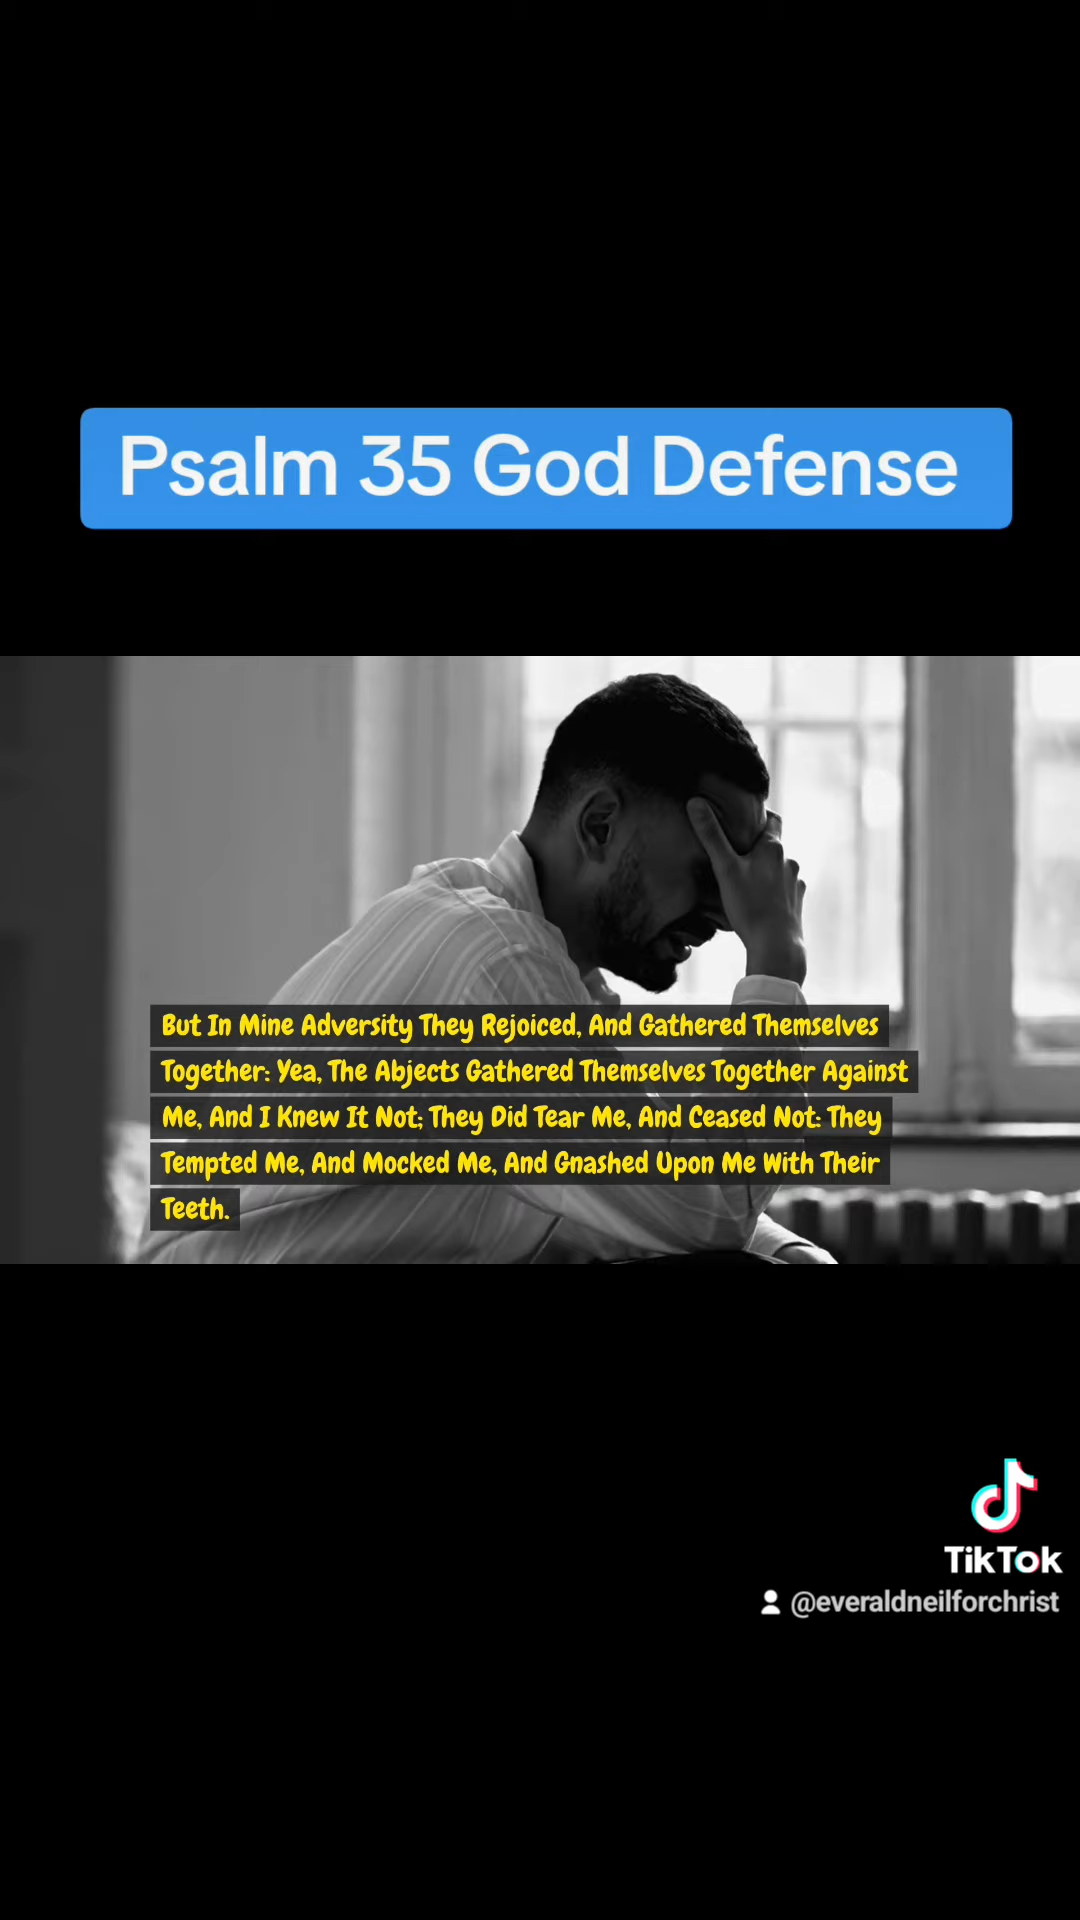 Psalm 35 God Defense
But In Mine Adversity They Rejoiced, And Gathered Themselves
Together: Yea, The Abjects Gathered Themselves Together Against
Me, And I Knew It Not; They Did Tear Me, And Ceased Not: They
Tempted Me, And Mocked Me, And Gnashed Upon Me With Their
Teeth.
TikTok
@everaldneilforchrist